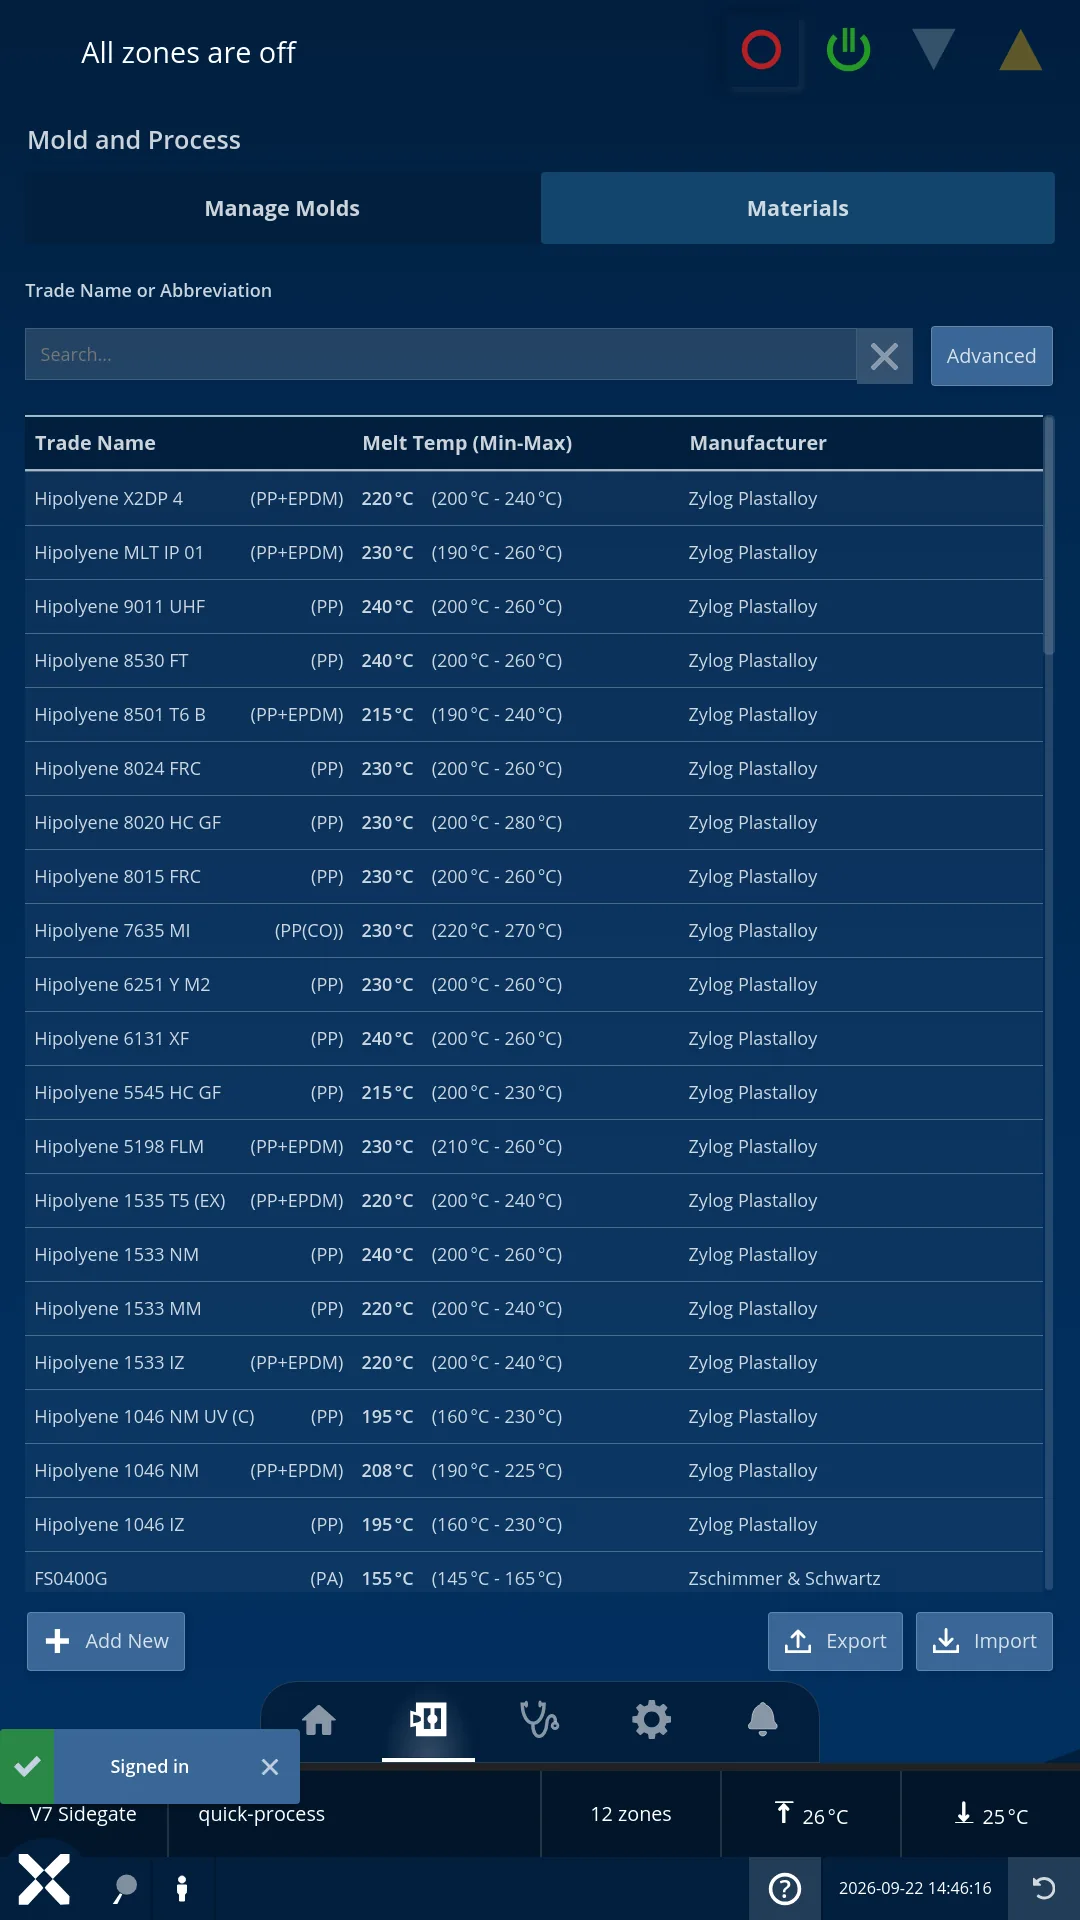 All zones are off
Mold and Process
Manage Molds Materials
Trade Name or Abbreviation
Search... Advanced
Trade Name Melt Temp (Min-Max) Manufacturer
Hipolyene X2DP 4 (PP+EPDM) 220°C (200°C - 240°C) Zylog Plastalloy
Hipolyene MLT IP 01 (PP+EPDM) 230°C (190°C - 260°C) Zylog Plastalloy
Hipolyene 9011 UHF (PP) 240°C (200°C - 260°C) Zylog Plastalloy
Hipolyene 8530 FT (PP) 240°C (200°C - 260°C) Zylog Plastalloy
Hipolyene 8501 T6 B (PP+EPDM) 215°C (190°C - 240°C) Zylog Plastalloy
Hipolyene 8024 FRC (PP) 230°C (200°C - 260°C) Zylog Plastalloy
Hipolyene 8020 HC GF (PP) 230°C (200°C - 280°C) Zylog Plastalloy
Hipolyene 8015 FRC (PP) 230°C (200°C - 260°C) Zylog Plastalloy
Hipolyene 7635 MI (PP(CO)) 230°C (220°C - 270°C) Zylog Plastalloy
Hipolyene 6251 Y M2 (PP) 230°C (200°C - 260°C) Zylog Plastalloy
Hipolyene 6131 XF (PP) 240°C (200°C - 260°C) Zylog Plastalloy
Hipolyene 5545 HC GF (PP) 215°C (200°C - 230°C) Zylog Plastalloy
Hipolyene 5198 FLM (PP+EPDM) 230°C (210°C - 260°C) Zylog Plastalloy
Hipolyene 1535 T5 (EX) (PP+EPDM) 220°C (200°C - 240°C) Zylog Plastalloy
Hipolyene 1533 NM (PP) 240°C (200°C - 260°C) Zylog Plastalloy
Hipolyene 1533 MM (PP) 220°C (200°C - 240°C) Zylog Plastalloy
Hipolyene 1533 IZ (PP+EPDM) 220°C (200°C - 240°C) Zylog Plastalloy
Hipolyene 1046 NM UV (C) (PP) 195°C (160°C - 230°C) Zylog Plastalloy
Hipolyene 1046 NM (PP+EPDM) 208°C (190°C - 225°C) Zylog Plastalloy
Hipolyene 1046 IZ (PP) 195°C (160°C - 230°C) Zylog Plastalloy
FS0400G (PA) 155°C (145°C - 165°C) Zschimmer & Schwartz
Add New Export Import
Signed in
V7 Sidegate quick-process 12 zones 26°C 25°C
2026-09-22 14:46:16